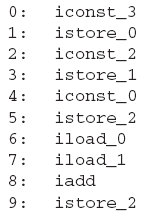 0: iconst_3
1: istore_0
2: iconst_2
3: istore_1
4: iconst_0
5: istore_2
6: iload_0
7: iload_1
8: iadd
9: istore_2